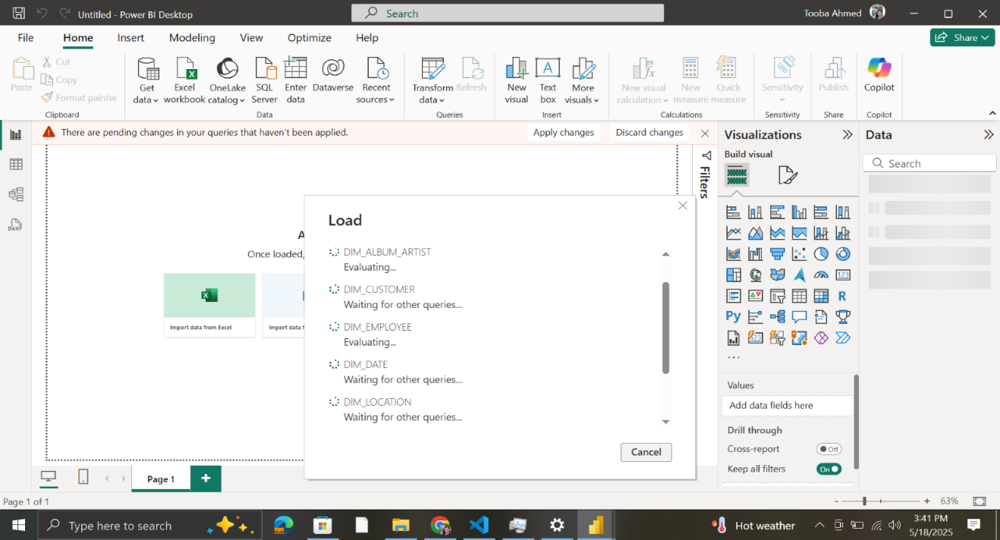 Untitled - Power BI Desktop
Search
Tooba Ahmed
File Home Insert Modeling View Optimize Help
Share
Paste
Cut
Copy
Format painter
Clipboard
Get data
Excel workbook
OneLake catalog
SQL Server
Enter data
Dataverse
Recent sources
Data
Transform data
Refresh
Queries
New visual
Text box
More visuals
Insert
New visual calculation
New measure
Quick measure
Calculations
Sensitivity
Sensitivity
Publish
Share
Copilot
Copilot
There are pending changes in your queries that haven't been applied.
Apply changes
Discard changes
DAX
A
Once loaded,
Import data from Excel
Import data f
Load
DIM_ALBUM_ARTIST
Evaluating...
DIM_CUSTOMER
Waiting for other queries...
DIM_EMPLOYEE
Evaluating...
DIM_DATE
Waiting for other queries...
DIM_LOCATION
Waiting for other queries...
Cancel
Filters
Visualizations
Build visual
123
R
Py
123
...
Values
Add data fields here
Drill through
Cross-report
Off
Keep all filters
On
Data
Search
Page 1
Page 1 of 1
63%
Type here to search
Hot weather
3:41 PM
5/18/2025